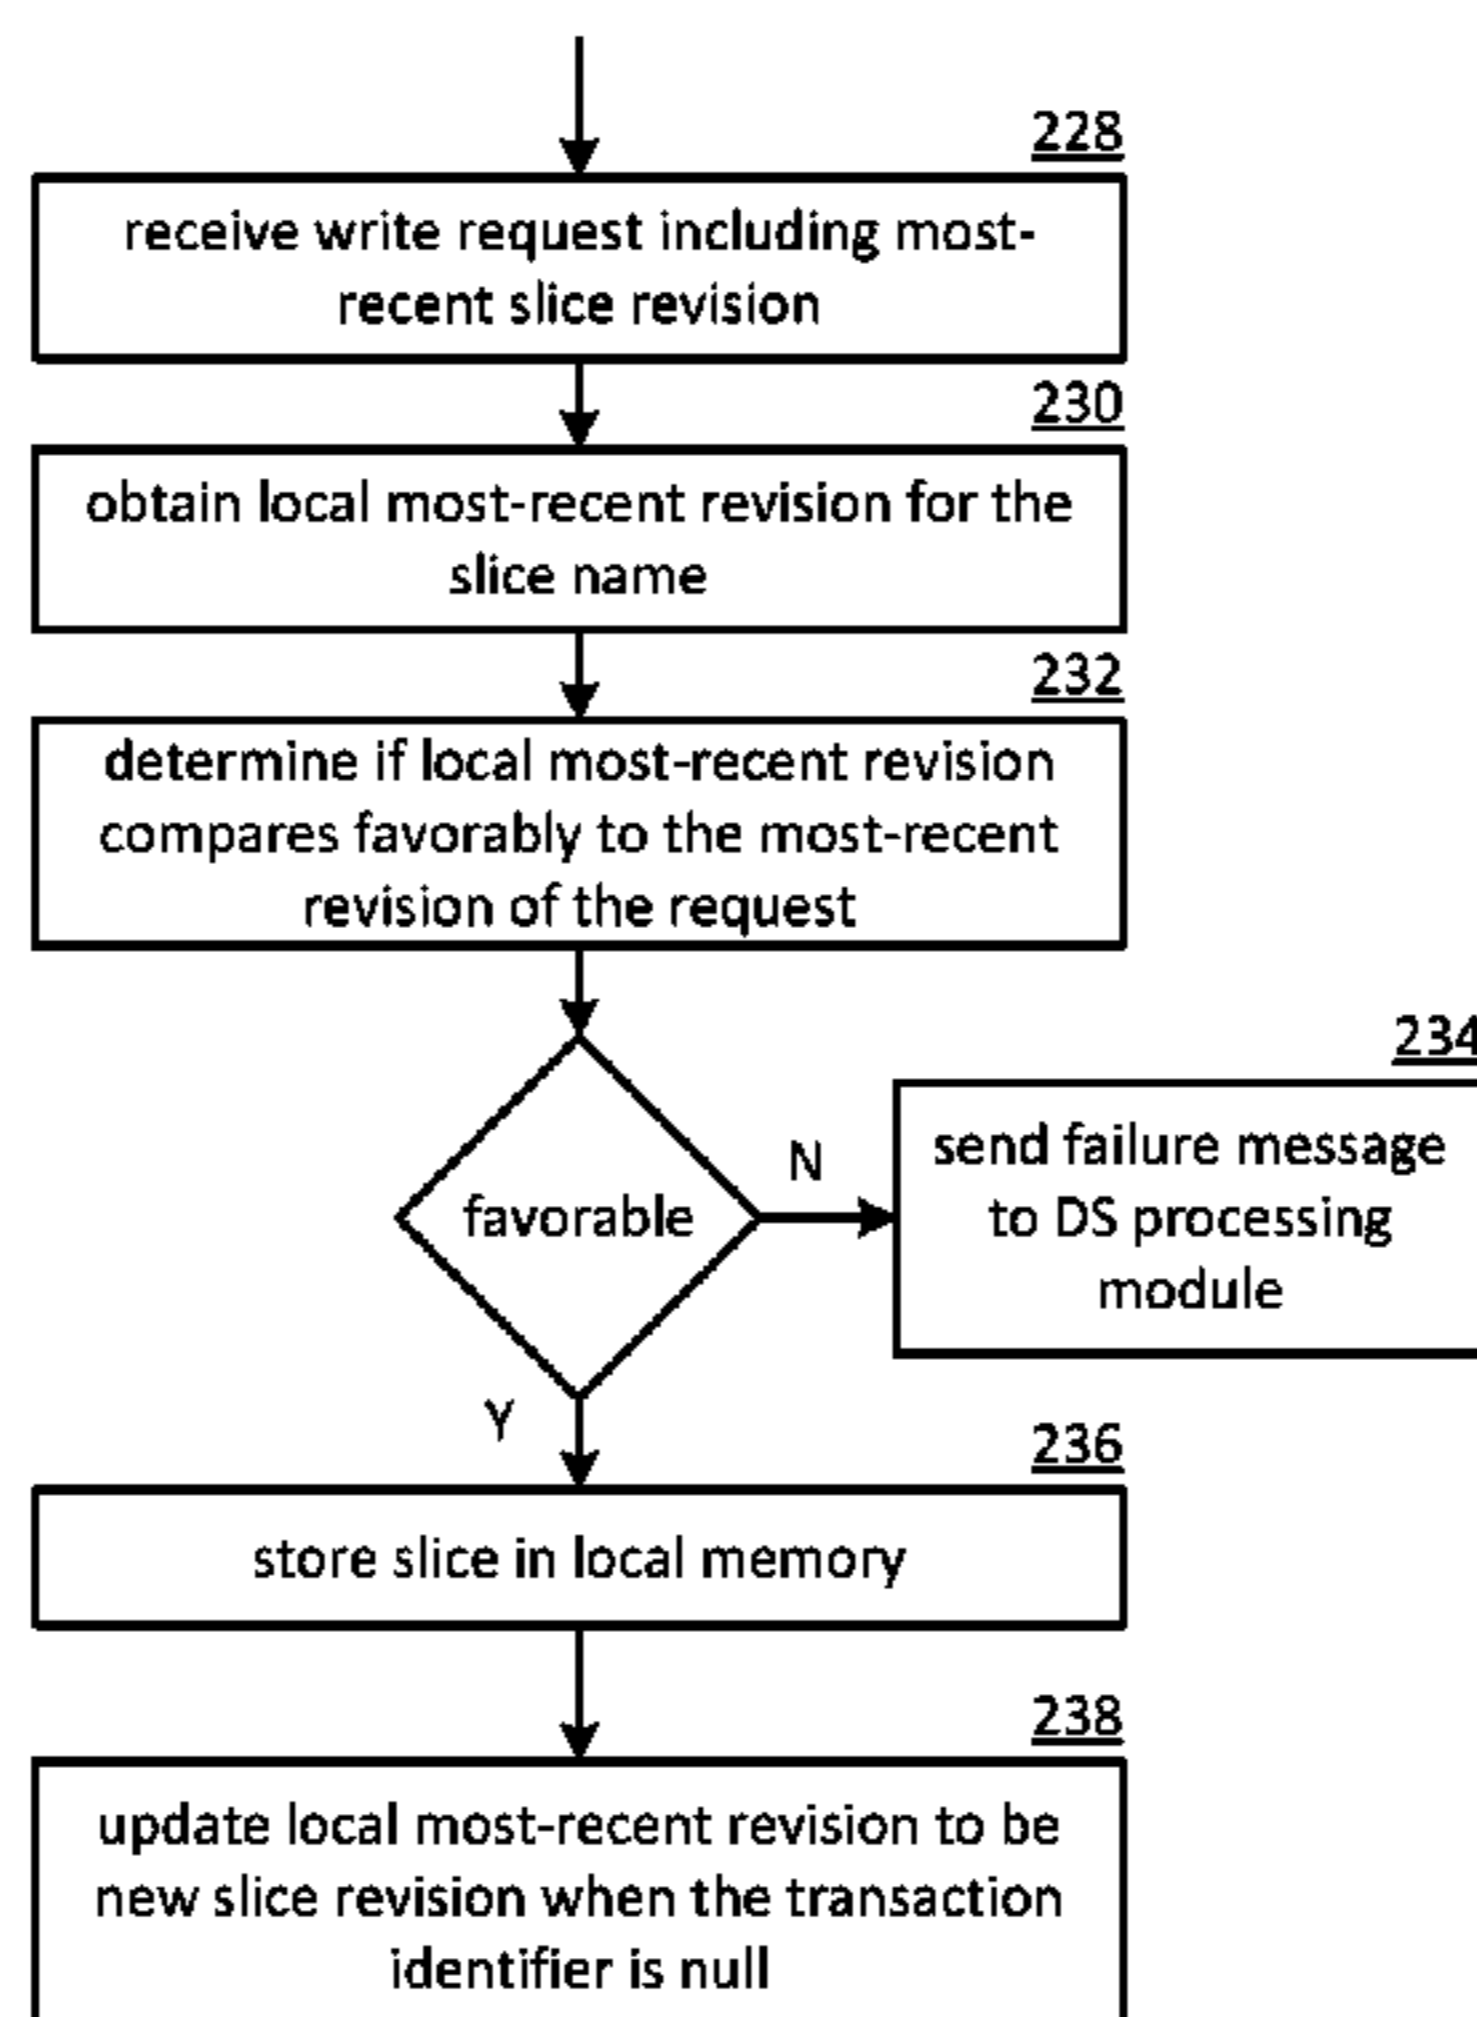 228
receive write request including most-
recent slice revision
230
obtain local most-recent revision for the
slice name
232
determine if local most-recent revision
compares favorably to the most-recent
revision of the request
favorable
N
234
send failure message
to DS processing
module
Y
236
store slice in local memory
238
update local most-recent revision to be
new slice revision when the transaction
identifier is null